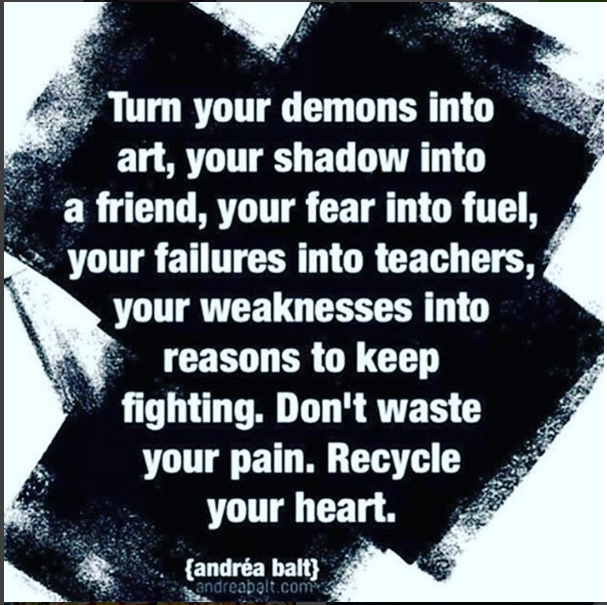 Turn your demons into
art, your shadow into
a friend, your fear into fuel,
your failures into teachers,
your weaknesses into
reasons to keep
fighting. Don't waste
your pain. Recycle
your heart.
{andréa balt}
andreabalt.com